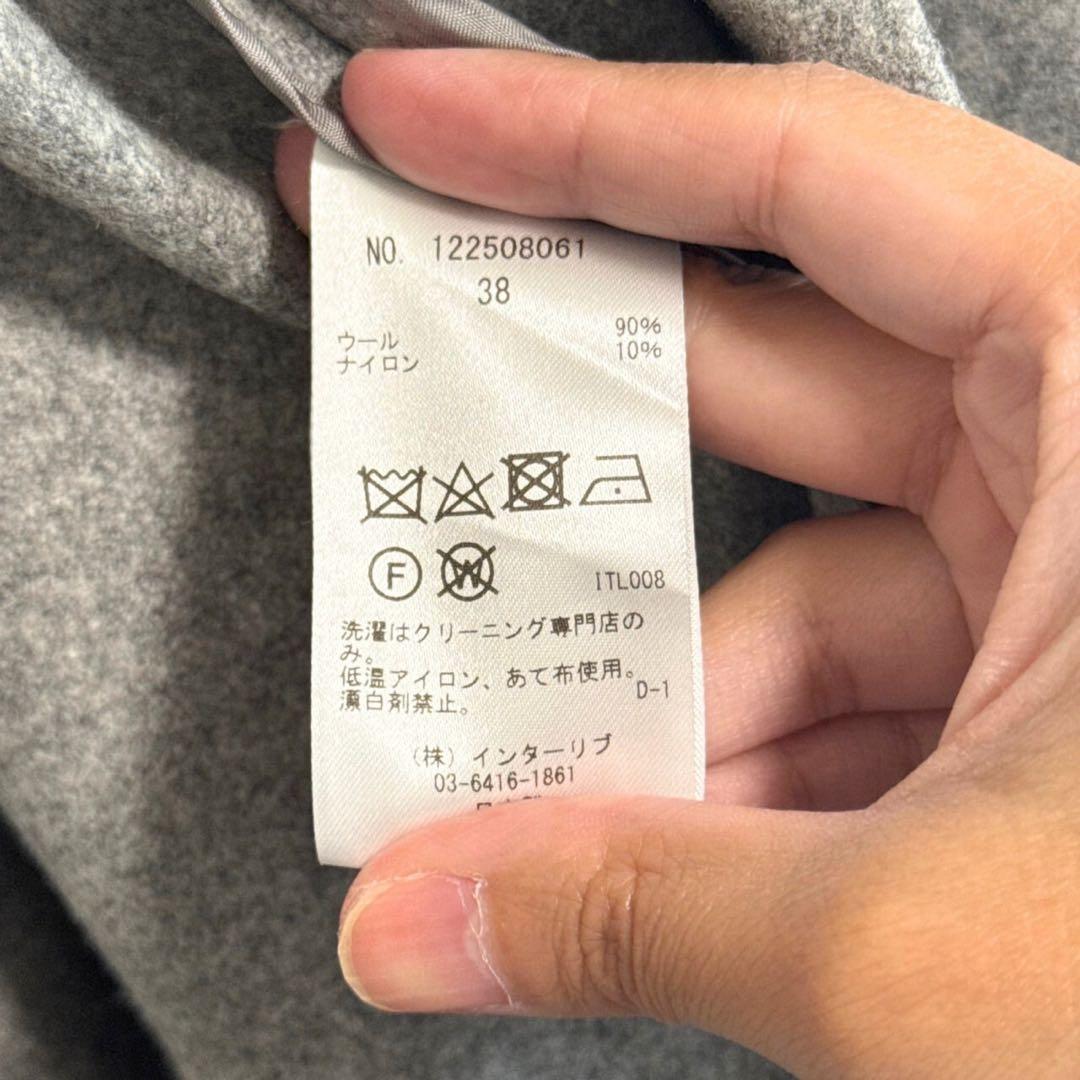 NO. 122508061
38
ウール 90%
ナイロン 10%
F W
ITL008
洗濯はクリーニング専門店の
み。
低温アイロン、あて布使用。
漂白剤禁止。 D-1
(株)インターリブ
03-6416-1861